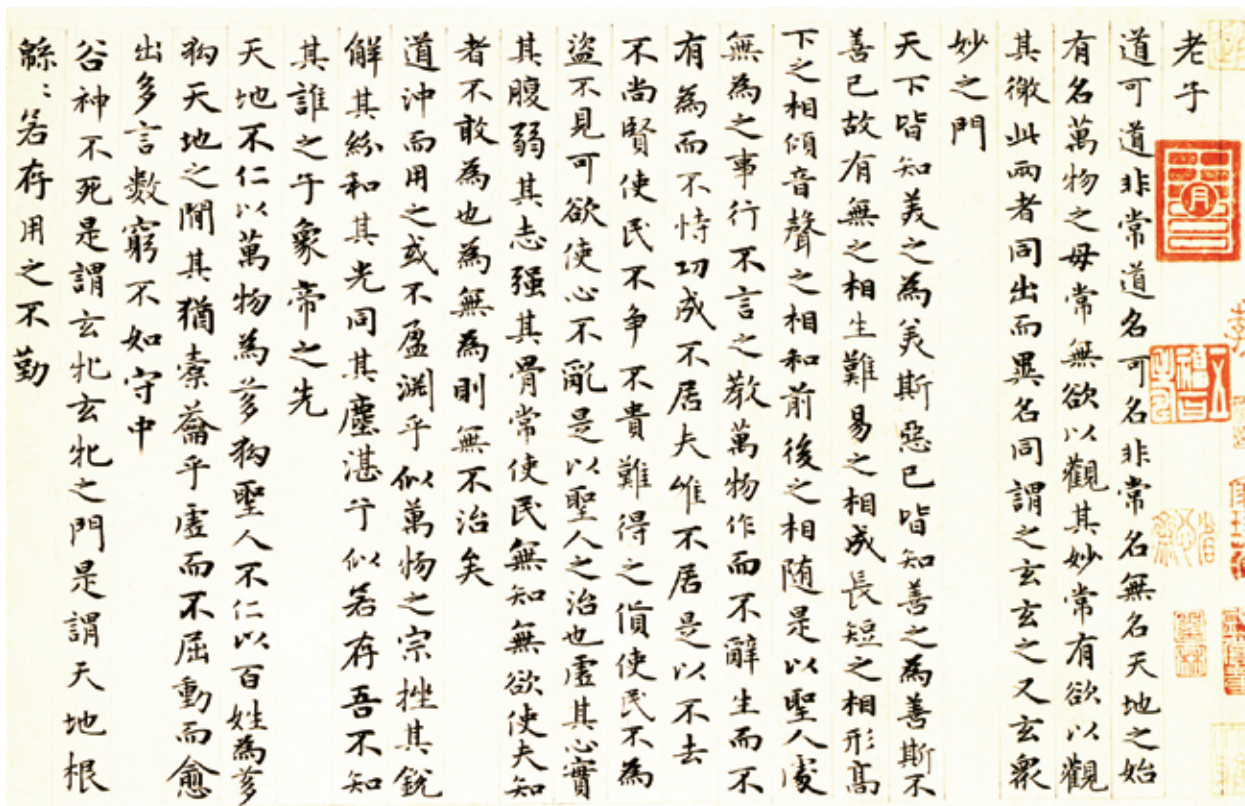 老子
道可道非常道名可名非常名無名天地之始
有名萬物之母常無欲以觀其妙常有欲以觀
其徼此兩者同出而異名同謂之玄玄之又玄衆
妙之門
天下皆知美之為美斯惡已皆知善之為善斯不
善已故有無之相生難易之相成長短之相形高
下之相傾音聲之相和前後之相随是以聖人處
無為之事行不言之教萬物作而不辭生而不
有為而不恃功成不居夫惟不居是以不去
不尚賢使民不争不貴難得之貨使民不為
盜不見可欲使心不亂是以聖人之治也虛其心實
其腹弱其志强其骨常使民無知無欲使夫知
者不敢為也為無為則無不治矣
道沖而用之或不盈淵乎似萬物之宗挫其銳
解其紛和其光同其塵湛兮似若存吾不知
其誰之子象帝之先
天地不仁以萬物為芻狗聖人不仁以百姓為芻
狗天地之間其猶橐籥乎虛而不屈動而愈
出多言數窮不如守中
谷神不死是謂玄牝玄牝之門是謂天地根
緜〻若存用之不勤